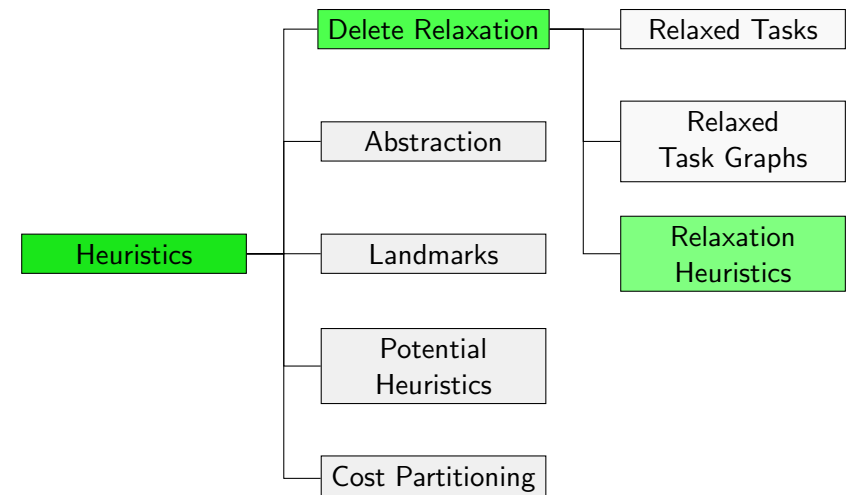 Heuristics
Delete Relaxation
Abstraction
Landmarks
Potential
Heuristics
Cost Partitioning
Relaxed Tasks
Relaxed
Task Graphs
Relaxation
Heuristics